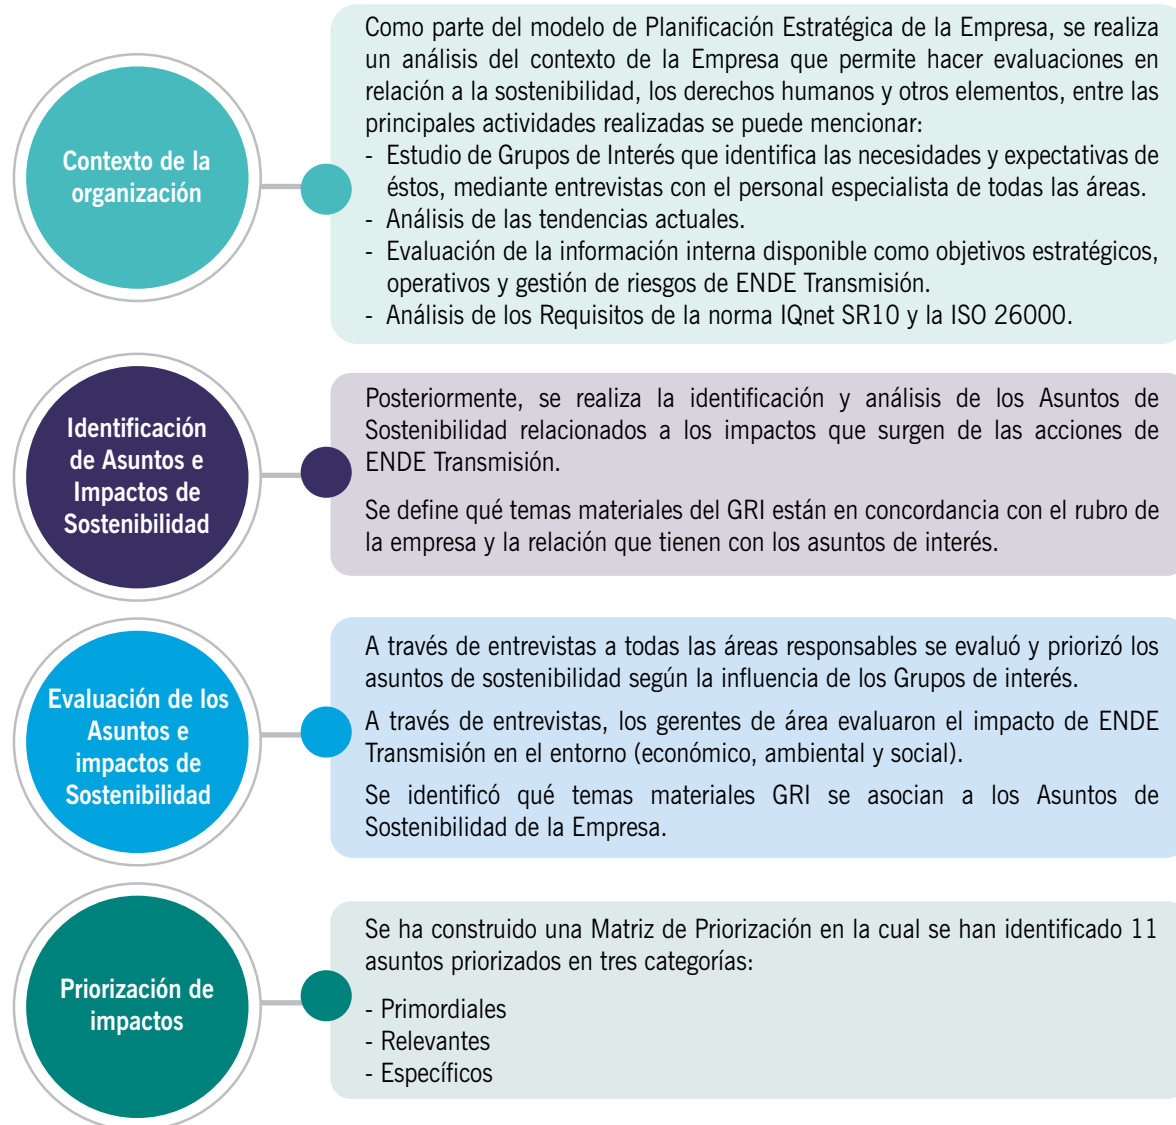 Contexto de la
organización
Como parte del modelo de Planificación Estratégica de la Empresa, se realiza
un análisis del contexto de la Empresa que permite hacer evaluaciones en
relación a la sostenibilidad, los derechos humanos y otros elementos, entre las
principales actividades realizadas se puede mencionar:
- Estudio de Grupos de Interés que identifica las necesidades y expectativas de
éstos, mediante entrevistas con el personal especialista de todas las áreas.
- Análisis de las tendencias actuales.
- Evaluación de la información interna disponible como objetivos estratégicos,
operativos y gestión de riesgos de ENDE Transmisión.
- Análisis de los Requisitos de la norma IQnet SR10 y la ISO 26000.
Identificación
de Asuntos e
Impactos de
Sostenibilidad
Posteriormente, se realiza la identificación y análisis de los Asuntos de
Sostenibilidad relacionados a los impactos que surgen de las acciones de
ENDE Transmisión.
Se define qué temas materiales del GRI están en concordancia con el rubro de
la empresa y la relación que tienen con los asuntos de interés.
Evaluación de los
Asuntos e
impactos de
Sostenibilidad
A través de entrevistas a todas las áreas responsables se evaluó y priorizó los
asuntos de sostenibilidad según la influencia de los Grupos de interés.
A través de entrevistas, los gerentes de área evaluaron el impacto de ENDE
Transmisión en el entorno (económico, ambiental y social).
Se identificó qué temas materiales GRI se asocian a los Asuntos de
Sostenibilidad de la Empresa.
Priorización de
impactos
Se ha construido una Matriz de Priorización en la cual se han identificado 11
asuntos priorizados en tres categorías:
- Primordiales
- Relevantes
- Específicos